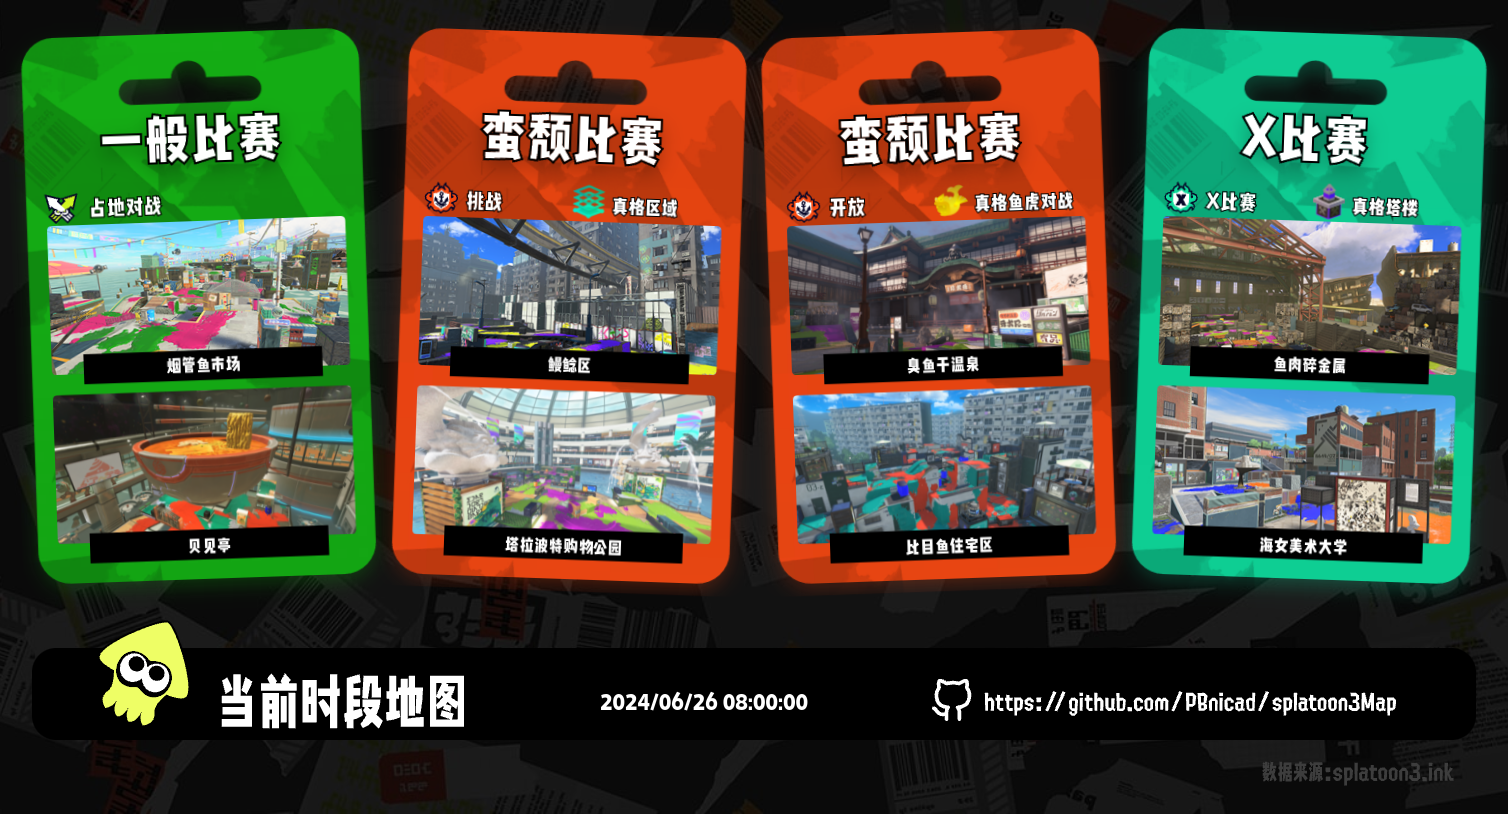 一般比赛
占地对战
烟管鱼市场
贝见亭
蛮颓比赛
挑战
真格区域
鳗鲶区
塔拉波特购物公园
蛮颓比赛
开放
真格鱼虎对战
臭鱼干温泉
比目鱼住宅区
X比赛
X比赛
真格塔楼
鱼肉碎金属
海女美术大学
当前时段地图
2024/06/26 08:00:00
https://github.com/PBnicad/splatoon3Map
数据来源:splatoon3.ink